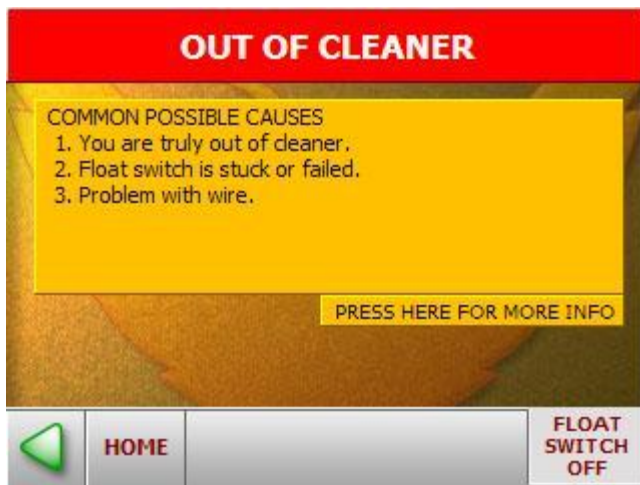 OUT OF CLEANER
COMMON POSSIBLE CAUSES
1. You are truly out of cleaner.
2. Float switch is stuck or failed.
3. Problem with wire.
PRESS HERE FOR MORE INFO
HOME
FLOAT
SWITCH
OFF